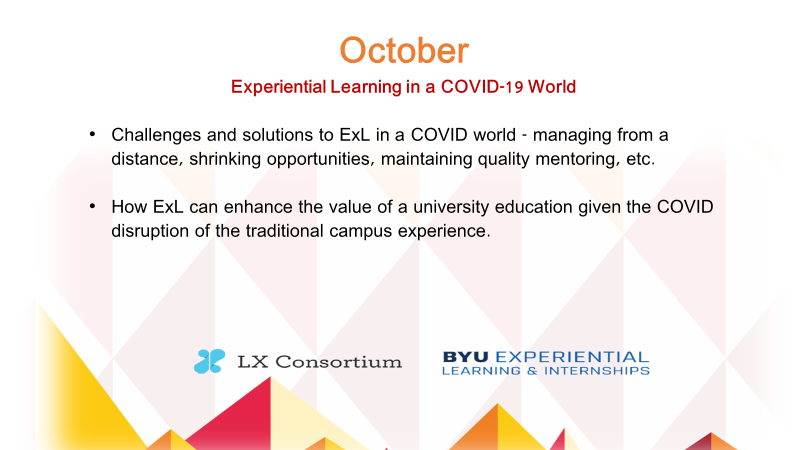 October
Experiential Learning in a COVID-19 World
• Challenges and solutions to ExL in a COVID world - managing from a
distance, shrinking opportunities, maintaining quality mentoring, etc.
• How ExL can enhance the value of a university education given the COVID
disruption of the traditional campus experience.
LX Consortium
BYU EXPERIENTIAL
LEARNING & INTERNSHIPS